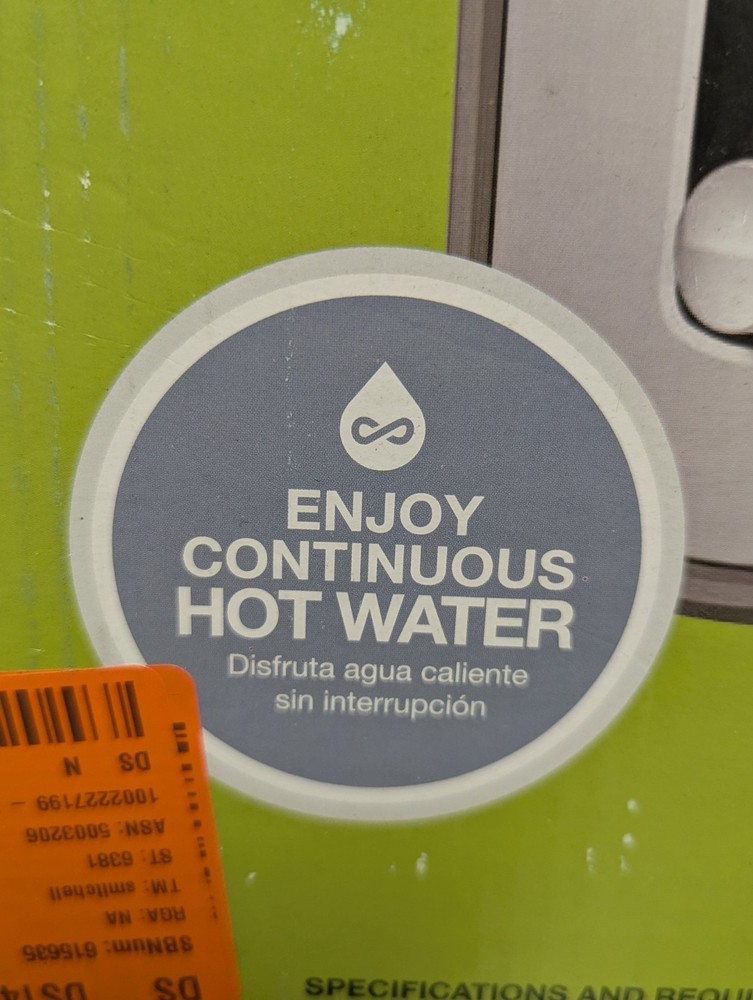 ENJOY
CONTINUOUS
HOT WATER
Disfruta agua caliente
sin interrupción
DS N
1002227199 -
ASN: 5003206
ST: 6381
TM: smitchell
RGA: NA
SBNum: 615635
DS
SPECIFICATIONS AND